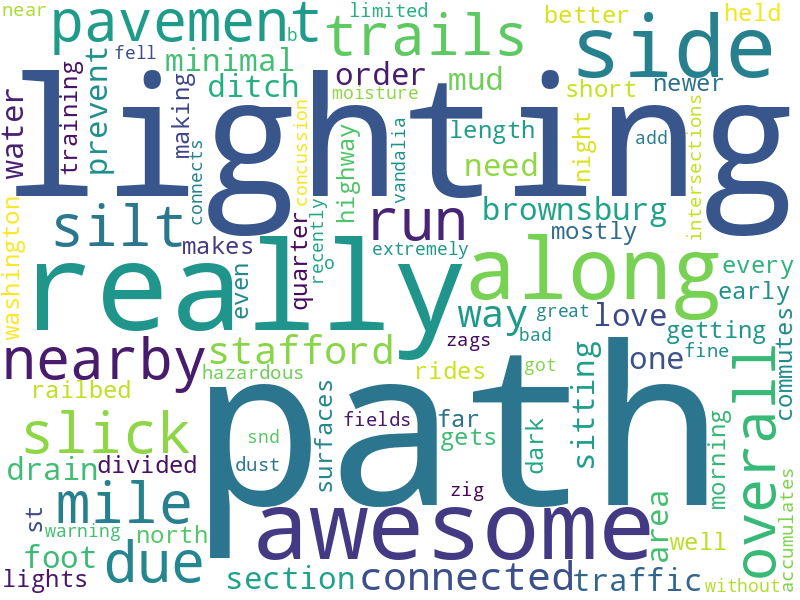 near
pavement
limited
trails
better
held
side
fell
b
minimal
ditch
order
moisture
mud
short
newer
water
training
prevent
making
lighting
connects
concussion
highway
vandalia
length
need
night
add
intersections
silt
makes
quarter
recently
run
brownsburg
mostly
washington
even
really
o
extremely
along
every
early
nearby
stafford
hazardous
way
zags
great
bad
love
one
getting
fine
commutes
railbed
rides
got
slick
path
snd
dust
surfaces
fields
far
gets
dark
sitting
morning
overall
drain
divided
mile
zig
st
warning
north
awesome
area
well
accumulates
foot
due
lights
section
connected
traffic
without